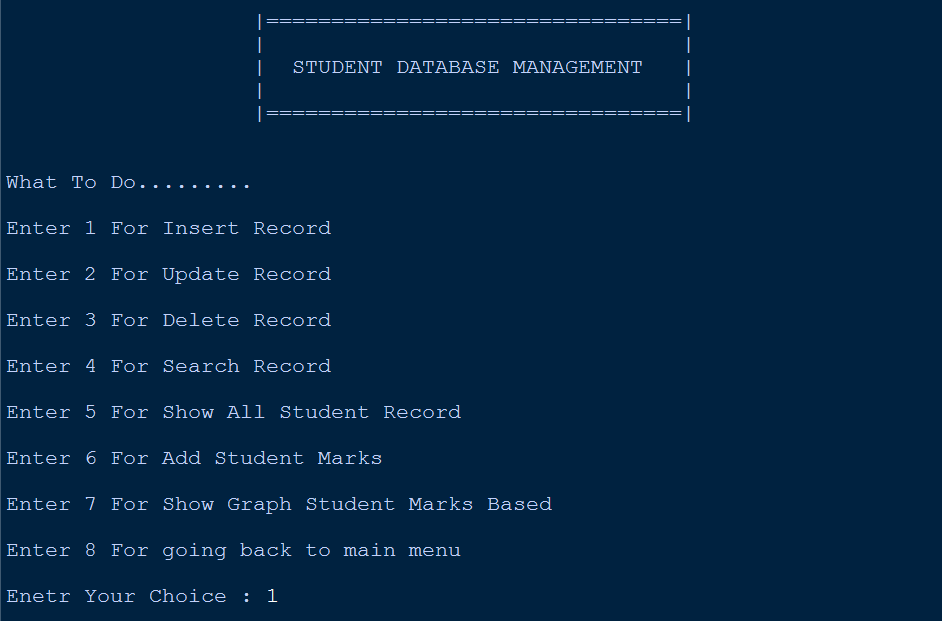 |================================|
|                                |
|  STUDENT DATABASE MANAGEMENT   |
|                                |
|================================|
What To Do.........
Enter 1 For Insert Record
Enter 2 For Update Record
Enter 3 For Delete Record
Enter 4 For Search Record
Enter 5 For Show All Student Record
Enter 6 For Add Student Marks
Enter 7 For Show Graph Student Marks Based
Enter 8 For going back to main menu
Enetr Your Choice : 1